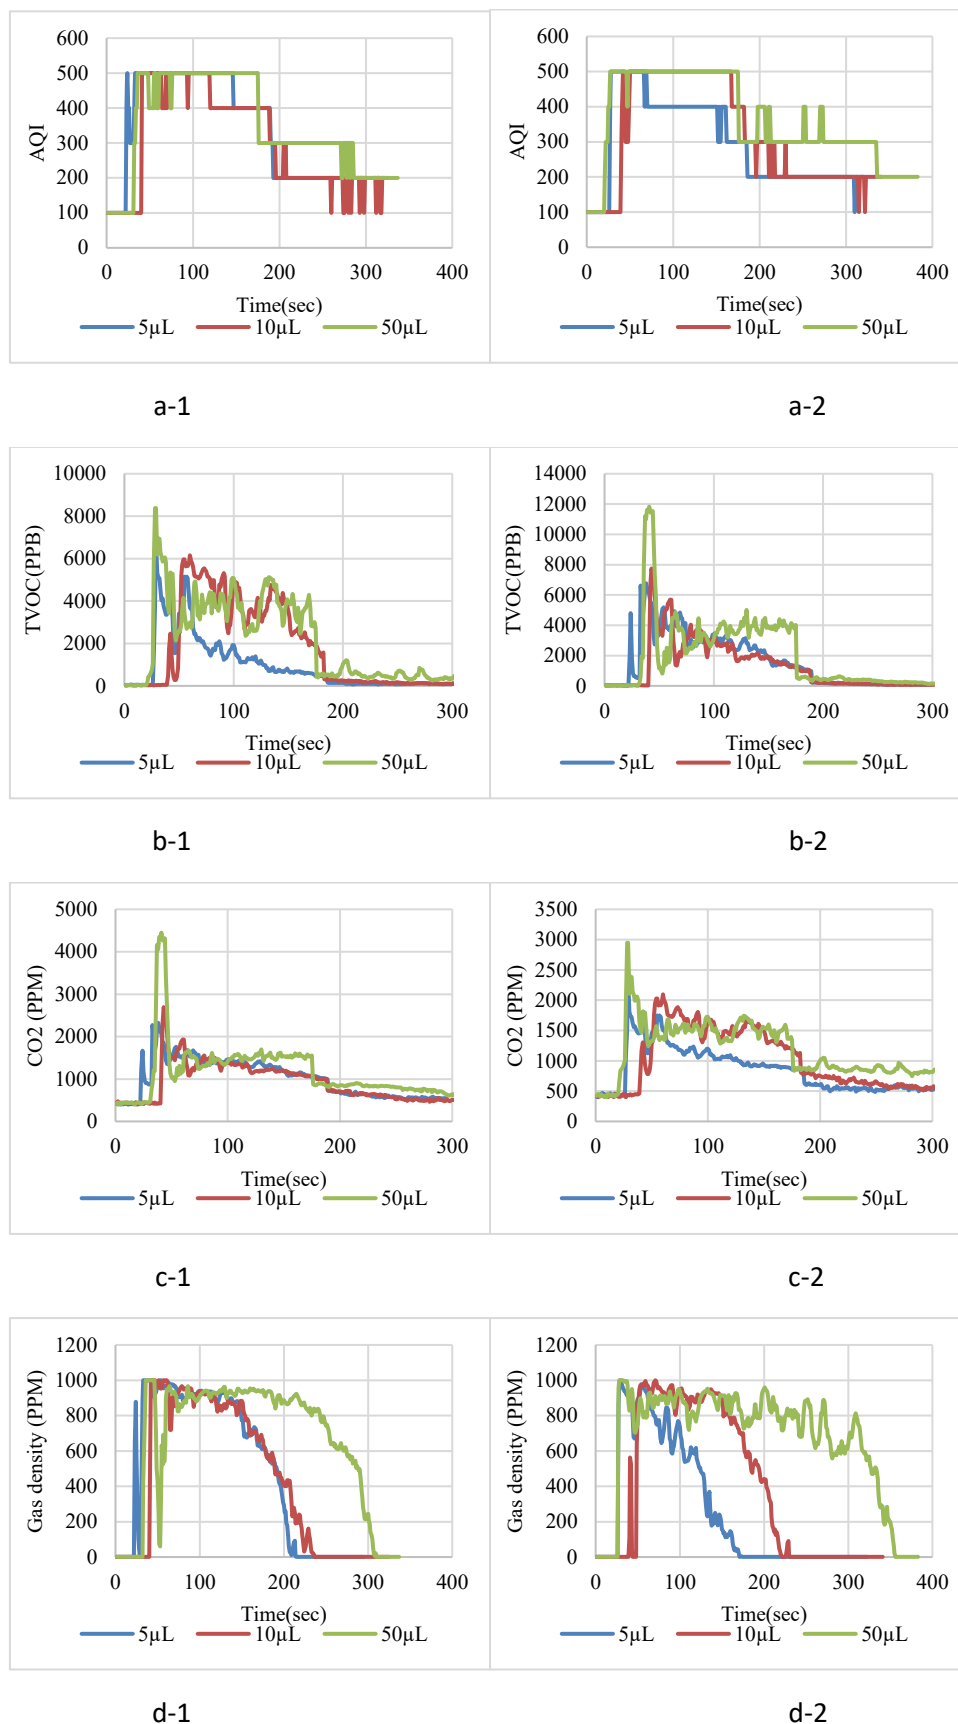 600
500
400
300
200
100
0
AQI
0 100 200 300 400
Time(sec)
5µL 10µL 50µL
600
500
400
300
200
100
0
AQI
0 100 200 300 400
Time(sec)
5µL 10µL 50µL
a-1 a-2
10000
8000
6000
4000
2000
0
TVOC(PPB)
0 100 200 300
Time(sec)
5µL 10µL 50µL
14000
12000
10000
8000
6000
4000
2000
0
TVOC(PPB)
0 100 200 300
Time(sec)
5µL 10µL 50µL
b-1 b-2
5000
4000
3000
2000
1000
0
CO2 (PPM)
0 100 200 300
Time(sec)
5µL 10µL 50µL
3500
3000
2500
2000
1500
1000
500
0
CO2 (PPM)
0 100 200 300
Time(sec)
5µL 10µL 50µL
c-1 c-2
1200
1000
800
600
400
200
0
Gas density (PPM)
0 100 200 300 400
Time(sec)
5µL 10µL 50µL
1200
1000
800
600
400
200
0
Gas density (PPM)
0 100 200 300 400
Time(sec)
5µL 10µL 50µL
d-1 d-2